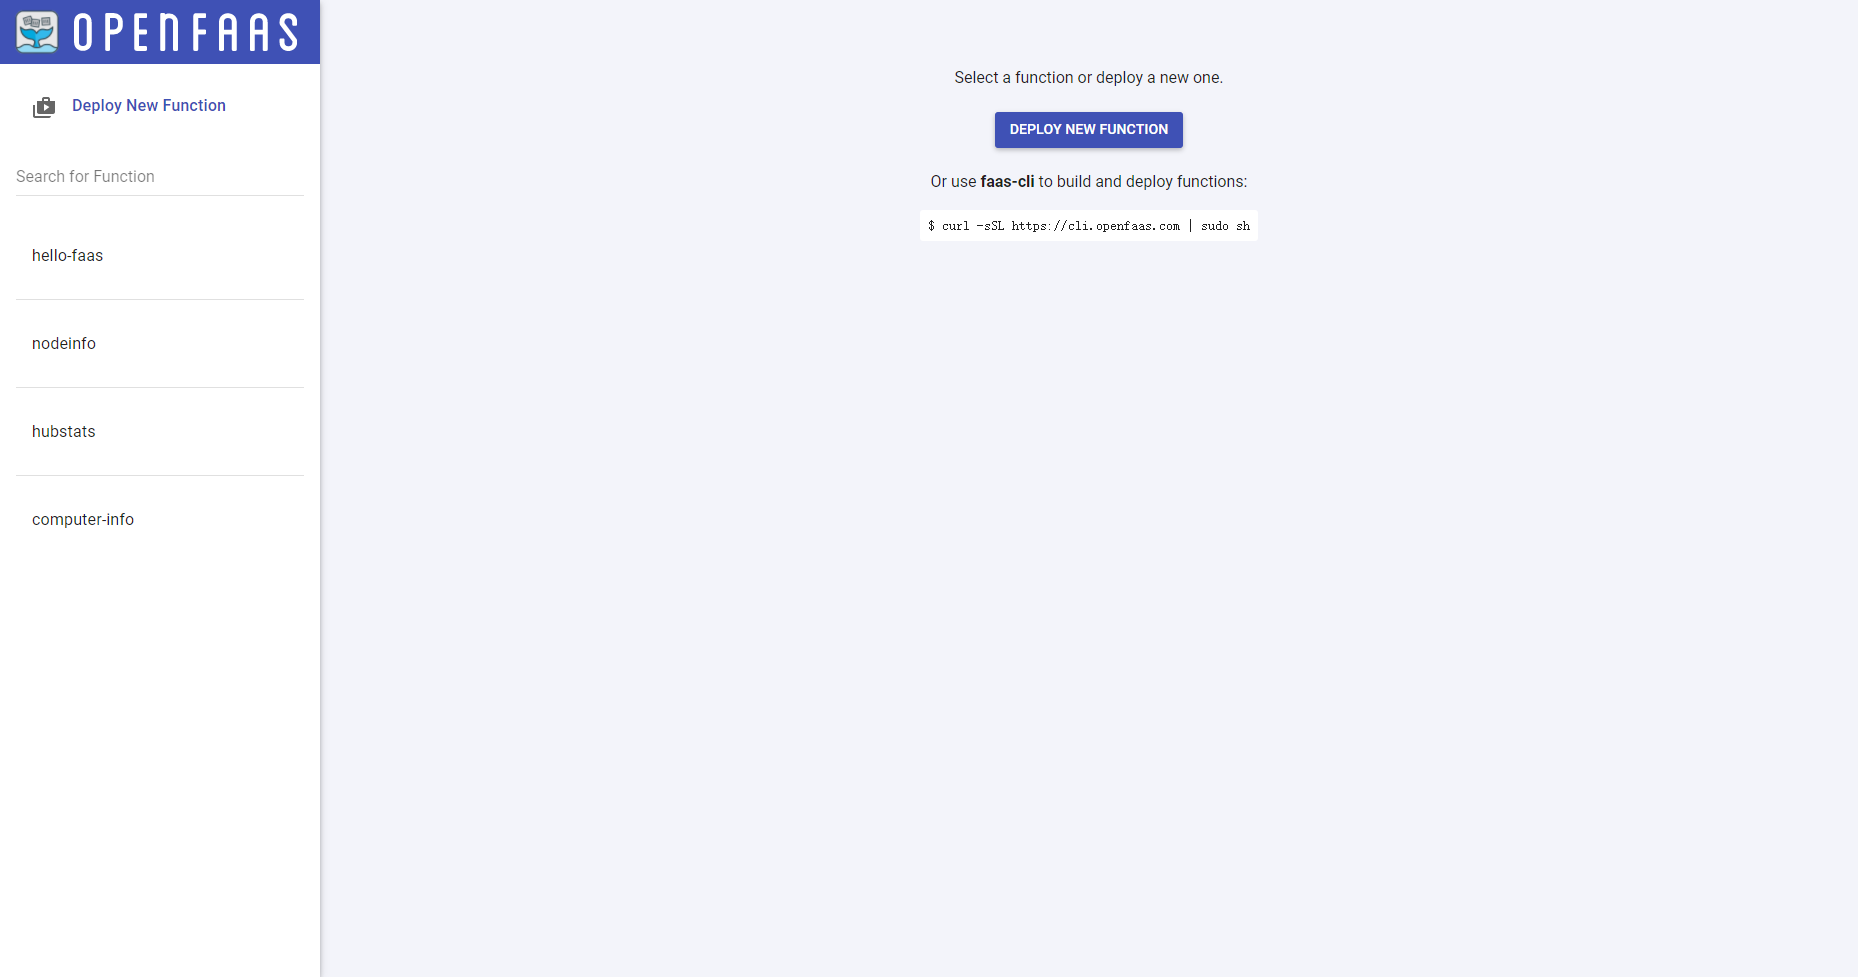 OPENFAAS
Deploy New Function
Search for Function
hello-faas
nodeinfo
hubstats
computer-info
Select a function or deploy a new one.
DEPLOY NEW FUNCTION
Or use faas-cli to build and deploy functions:
$ curl -sSL https://cli.openfaas.com | sudo sh